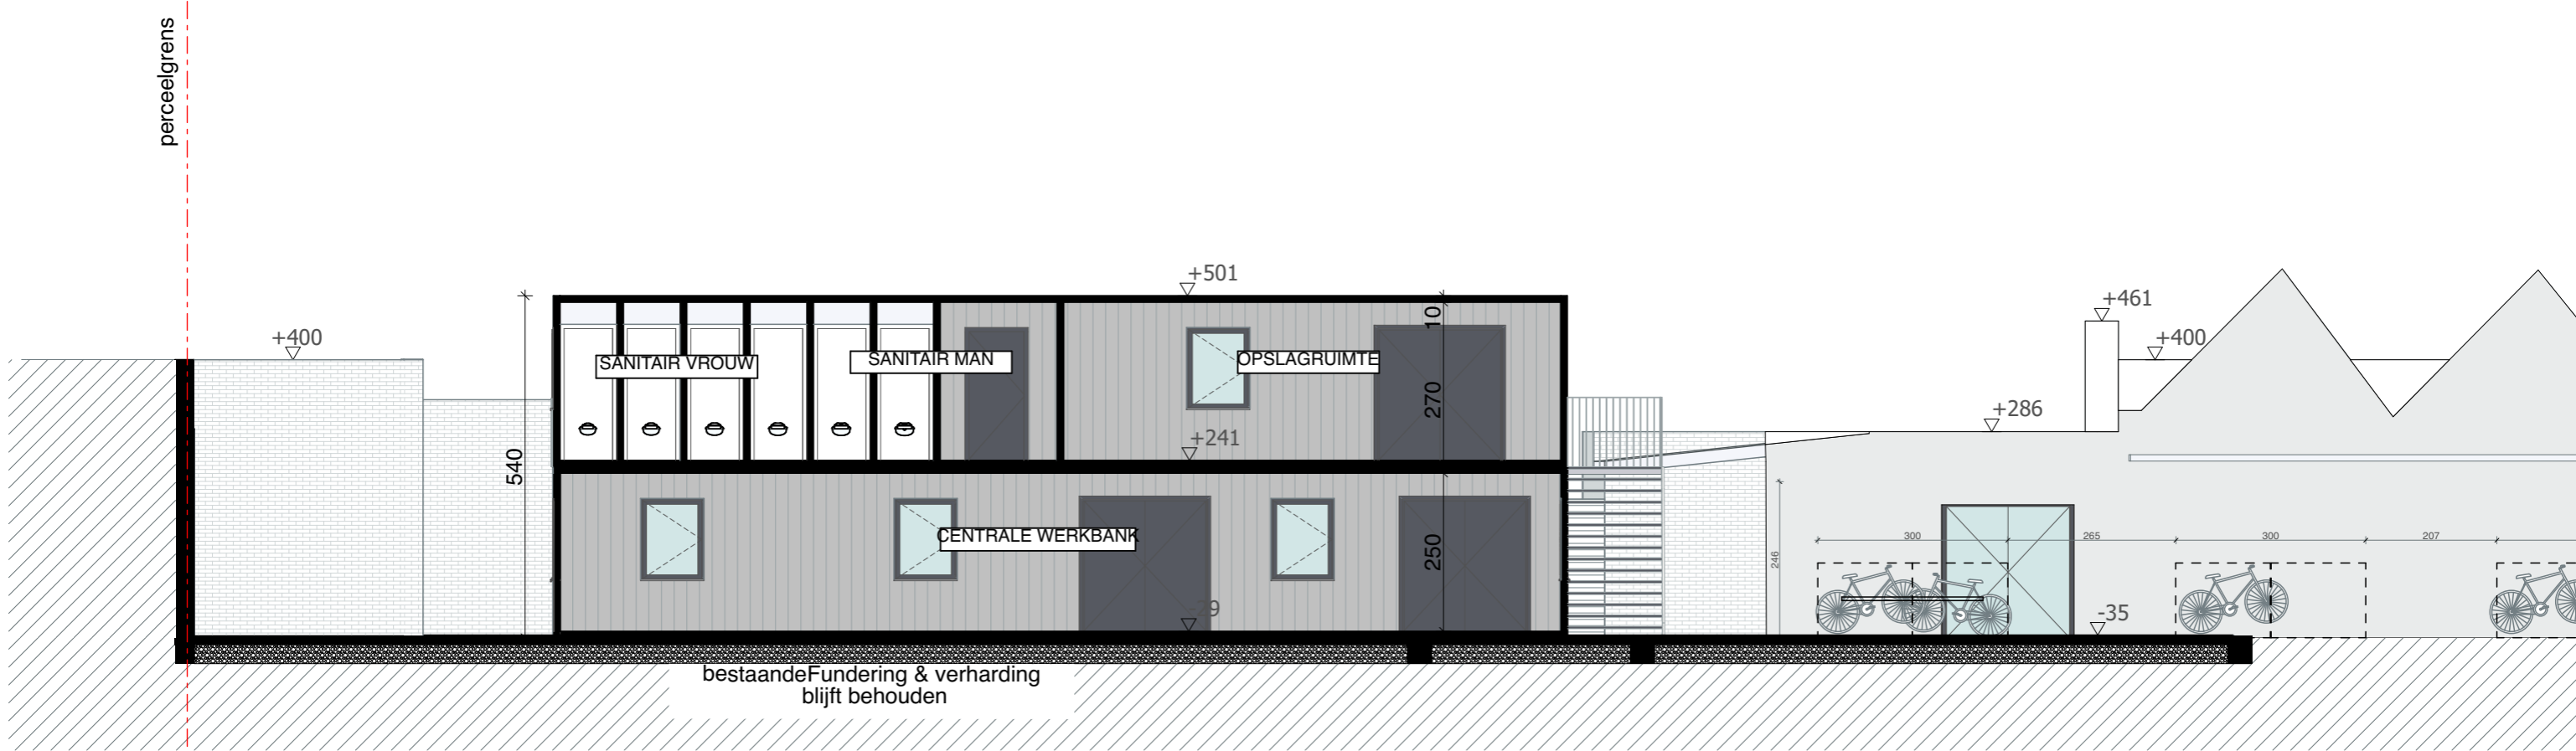 perceelgrens
+400
540
+501
SANITAIR VROUW
SANITAIR MAN
OPSLAGRUIMTE
10
270
+241
CENTRALE WERKBANK
250
+461
+400
+286
246
300
265
300
207
-35
bestaandeFundering & verharding
blijft behouden